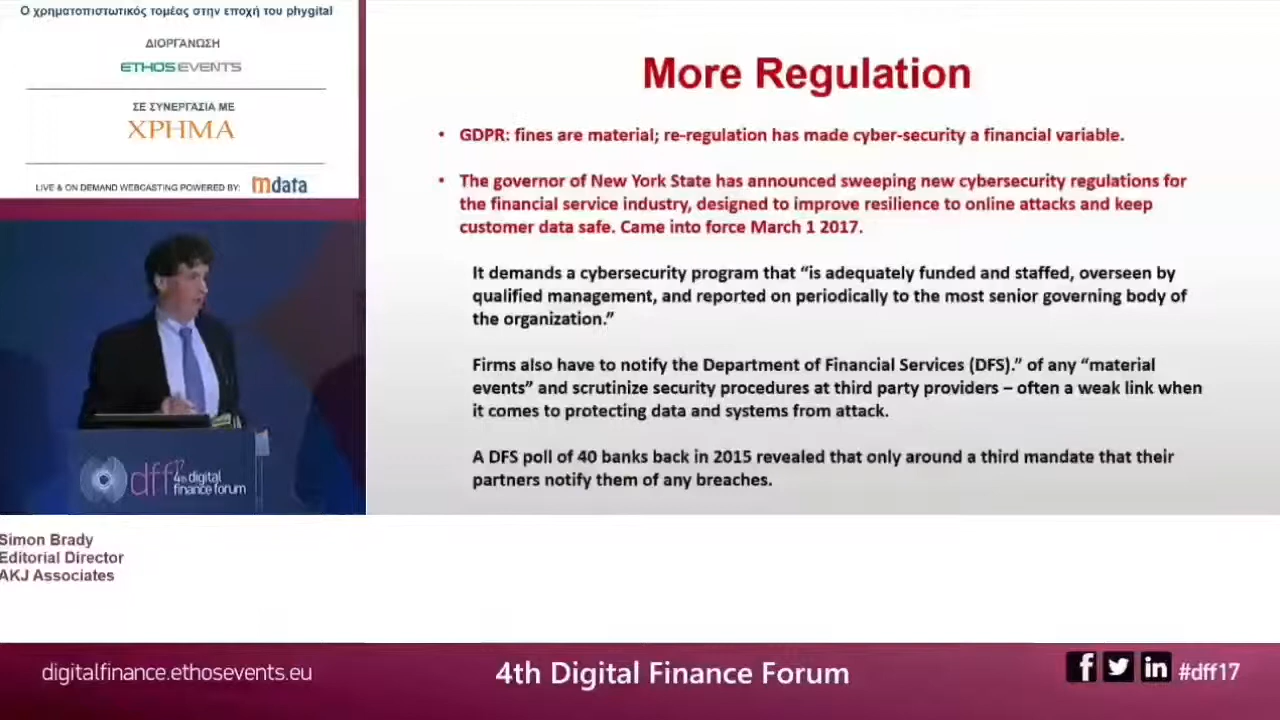 Ο χρηματοπιστωτικός τομέας στην εποχή του phygital
ΔΙΟΡΓΑΝΩΣΗ
ETHOSEVENTS
ΣΕ ΣΥΝΕΡΓΑΣΙΑ ΜΕ
ΧΡΗΜΑ
LIVE & ON DEMAND WEBCASTING POWERED BY: mdata
More Regulation
• GDPR: fines are material; re-regulation has made cyber-security a financial variable.
• The governor of New York State has announced sweeping new cybersecurity regulations for
the financial service industry, designed to improve resilience to online attacks and keep
customer data safe. Came into force March 1 2017.
It demands a cybersecurity program that “is adequately funded and staffed, overseen by
qualified management, and reported on periodically to the most senior governing body of
the organization.”
Firms also have to notify the Department of Financial Services (DFS).” of any “material
events” and scrutinize security procedures at third party providers – often a weak link when
it comes to protecting data and systems from attack.
A DFS poll of 40 banks back in 2015 revealed that only around a third mandate that their
partners notify them of any breaches.
dff17
4th digital
finance forum
Simon Brady
Editorial Director
AKJ Associates
digitalfinance.ethosevents.eu
4th Digital Finance Forum
#dff17